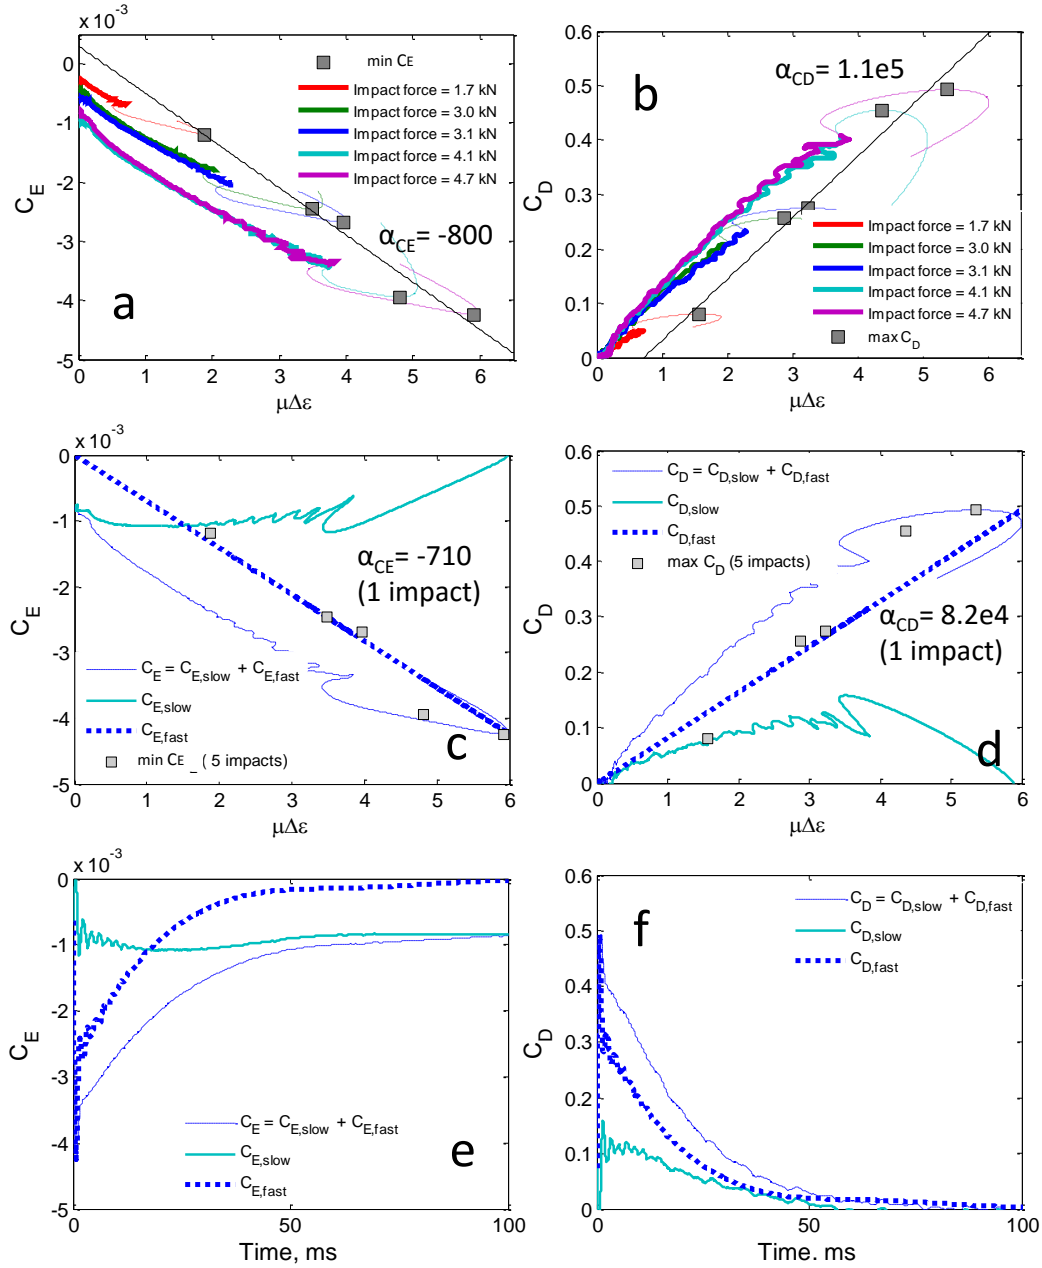 x 10⁻³
0
-1
-2
-3
-4
-5
C_E
0 1 2 3 4 5 6
μΔε
min CE
Impact force = 1.7 kN
Impact force = 3.0 kN
Impact force = 3.1 kN
Impact force = 4.1 kN
Impact force = 4.7 kN
α_CE= -800
a
0.6
0.5
0.4
0.3
0.2
0.1
0
C_D
0 1 2 3 4 5 6
μΔε
b
α_CD= 1.1e5
Impact force = 1.7 kN
Impact force = 3.0 kN
Impact force = 3.1 kN
Impact force = 4.1 kN
Impact force = 4.7 kN
max C_D
x 10⁻³
0
-1
-2
-3
-4
-5
C_E
0 1 2 3 4 5 6
μΔε
α_CE= -710
(1 impact)
C_E = C_E,slow + C_E,fast
C_E,slow
C_E,fast
min CE _ ( 5 impacts)
c
0.6
0.5
0.4
0.3
0.2
0.1
0
C_D
0 1 2 3 4 5 6
μΔε
C_D = C_D,slow + C_D,fast
C_D,slow
C_D,fast
max C_D (5 impacts)
α_CD= 8.2e4
(1 impact)
d
x 10⁻³
0
-1
-2
-3
-4
-5
C_E
0 50 100
Time, ms
C_E = C_E,slow + C_E,fast
C_E,slow
C_E,fast
e
0.6
0.5
0.4
0.3
0.2
0.1
0
C_D
0 50 100
Time. ms
f
C_D = C_D,slow + C_D,fast
C_D,slow
C_D,fast